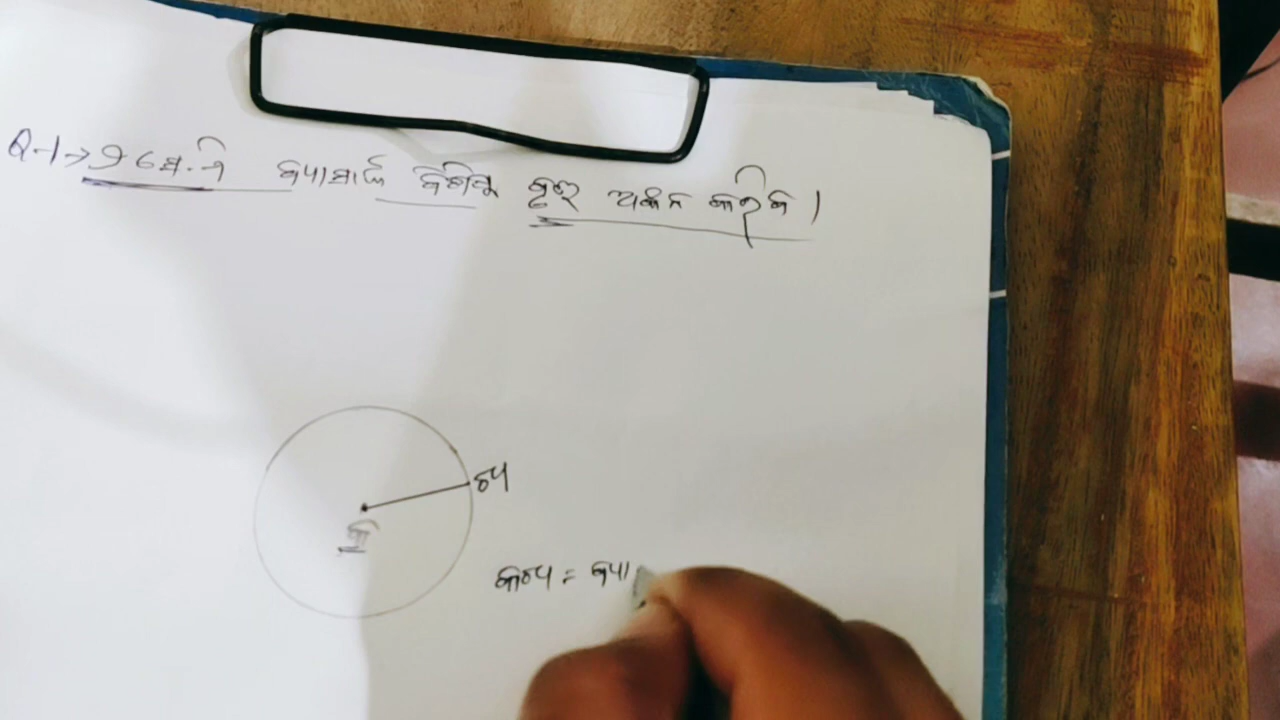 Q-1→ ୨ ସେ.ମି ବ୍ୟାସାର୍ଦ୍ଧ ବିଶିଷ୍ଟ ବୃତ୍ତ ଅଙ୍କନ କରିବ ।
ଚ୍ୟ
= ବ୍ୟା